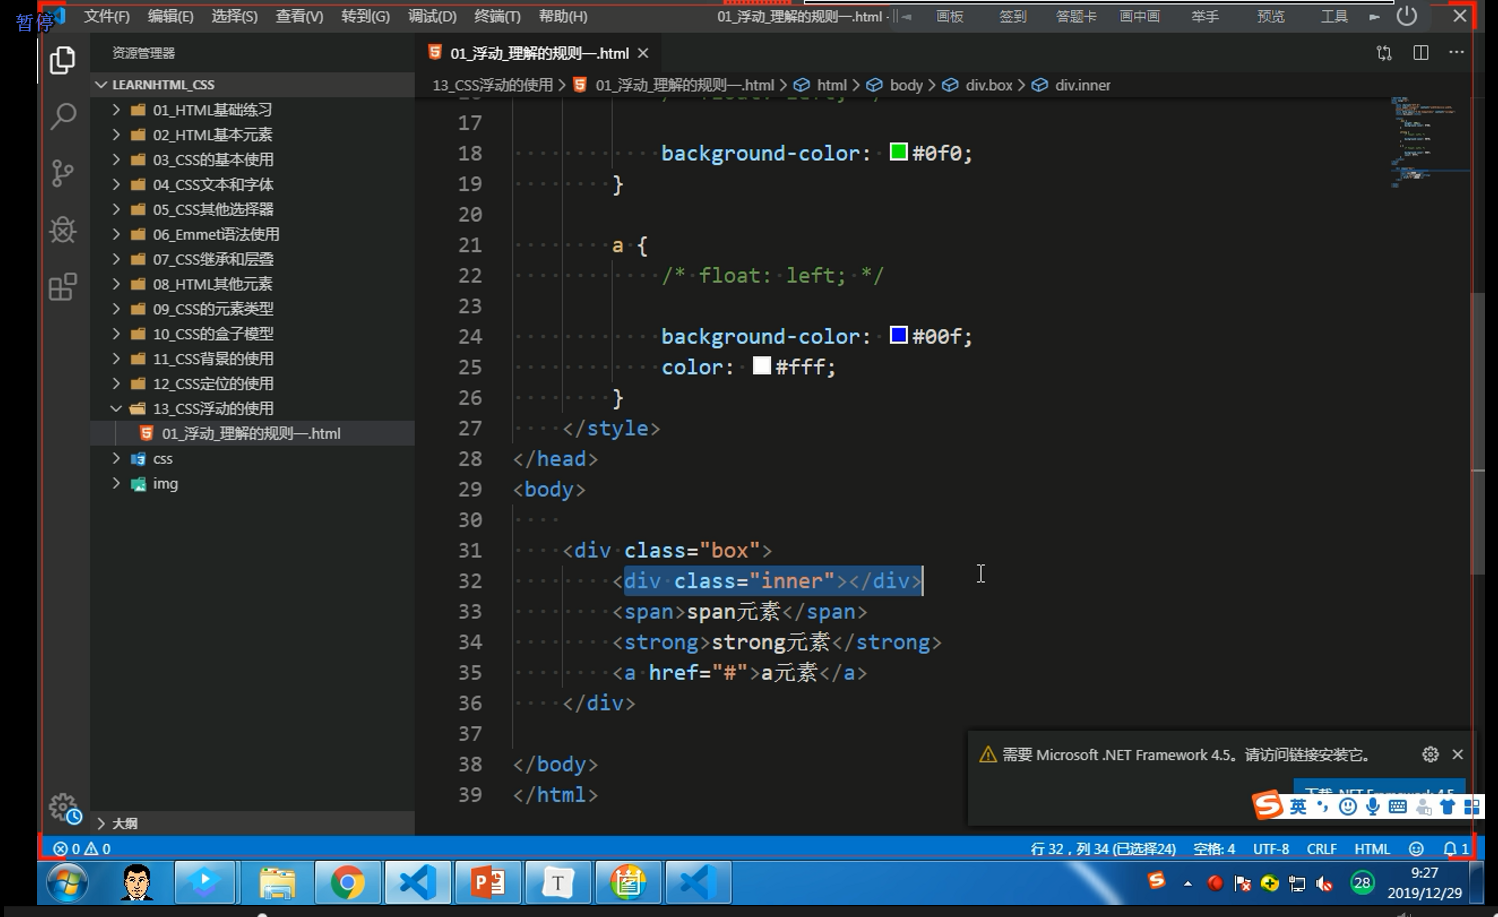 暂停
文件(F) 编辑(E) 选择(S) 查看(V) 转到(G) 调试(D) 终端(T) 帮助(H) 01_浮动_理解的规则一.html - 画板 签到 答题卡 画中画 举手 预览 工具
资源管理器
01_浮动_理解的规则一.html
LEARNHTML_CSS
13_CSS浮动的使用 > 01_浮动_理解的规则一.html > html > body > div.box > div.inner
01_HTML基础练习
02_HTML基本元素
03_CSS的基本使用
04_CSS文本和字体
05_CSS其他选择器
06_Emmet语法使用
07_CSS继承和层叠
08_HTML其他元素
09_CSS的元素类型
10_CSS的盒子模型
11_CSS背景的使用
12_CSS定位的使用
13_CSS浮动的使用
01_浮动_理解的规则一.html
css
img
大纲
17
18 background-color: #0f0;
19 }
20
21 a {
22 /* float: left; */
23
24 background-color: #00f;
25 color: #fff;
26 }
27 </style>
28 </head>
29 <body>
30
31 <div class="box">
32 <div class="inner"></div>
33 <span>span元素</span>
34 <strong>strong元素</strong>
35 <a href="#">a元素</a>
36 </div>
37
38 </body>
39 </html>
需要 Microsoft .NET Framework 4.5。请访问链接安装它。
英
0 0
行 32，列 34 (已选择24) 空格: 4 UTF-8 CRLF HTML 1
T
28
9:27
2019/12/29